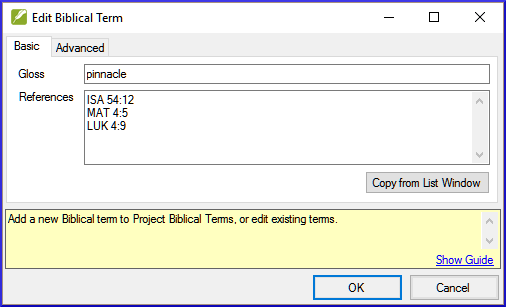 Edit Biblical Term
Basic Advanced
Gloss pinnacle
References ISA 54:12
MAT 4:5
LUK 4:9
Copy from List Window
Add a new Biblical term to Project Biblical Terms, or edit existing terms.
Show Guide
OK Cancel